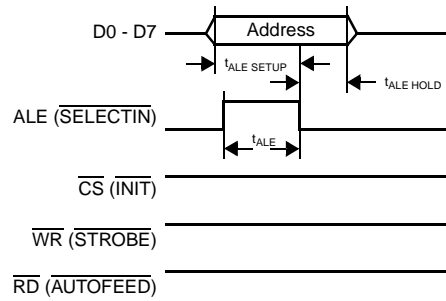 D0 - D7
Address
tALE SETUP
tALE HOLD
ALE (SELECTIN)
tALE
CS (INIT)
WR (STROBE)
RD (AUTOFEED)